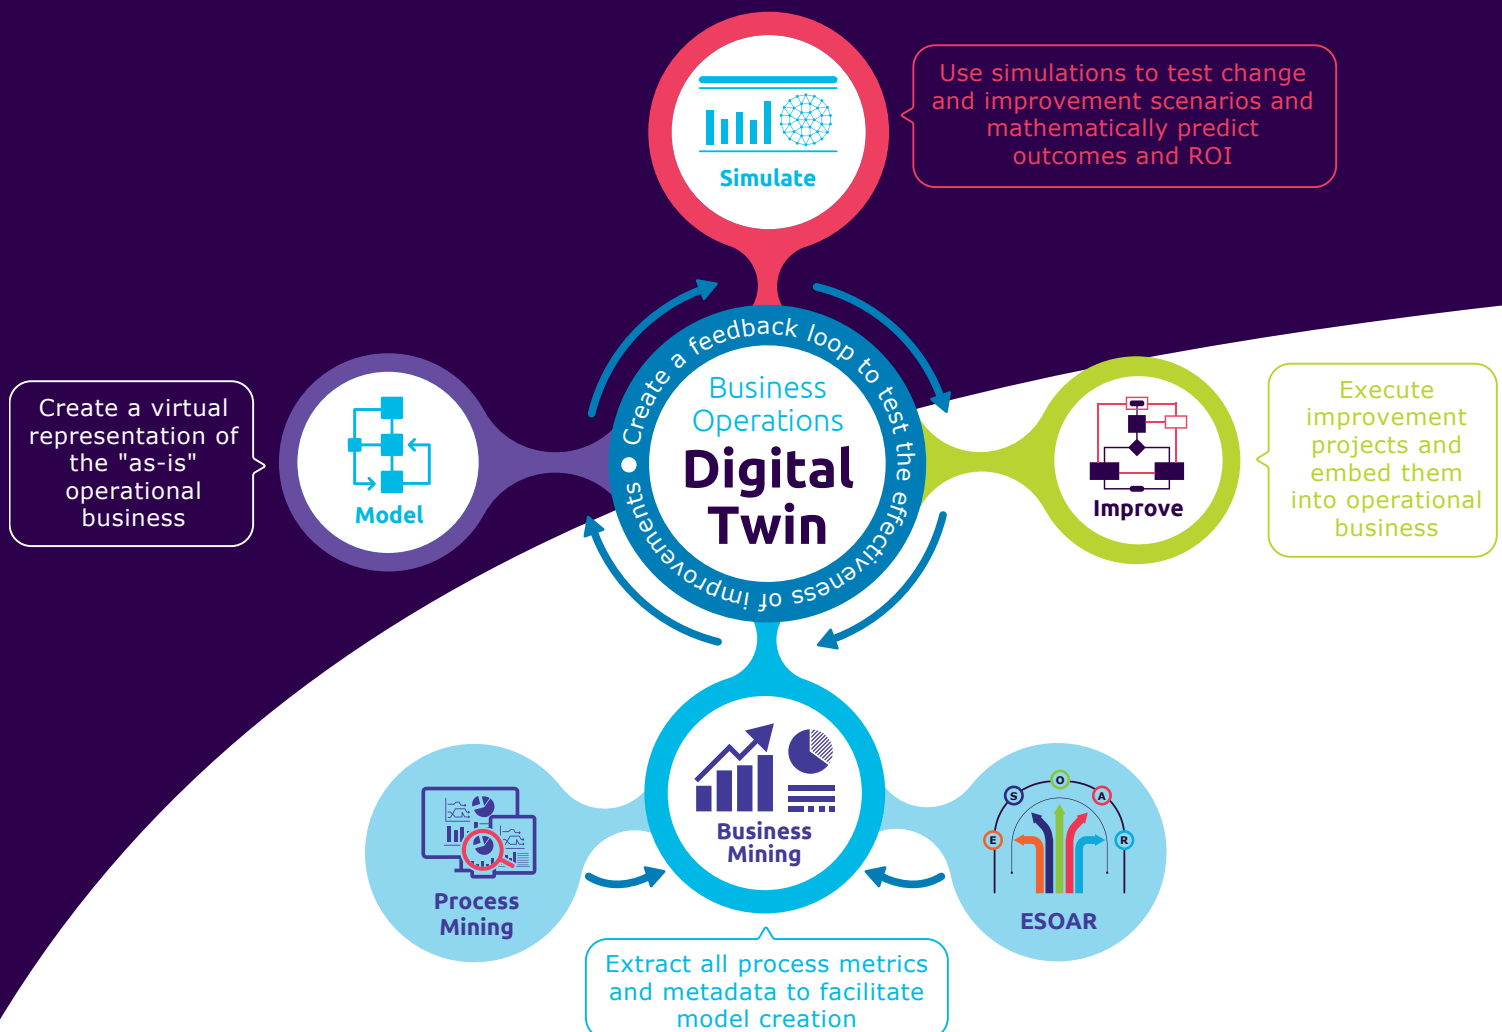 Simulate
Use simulations to test change
and improvement scenarios and
mathematically predict
outcomes and ROI
Create a feedback loop to test the effectiveness of improvements
Business
Operations
Digital
Twin
Create a virtual
representation of
the "as-is"
operational
business
Model
Improve
Execute
improvement
projects and
embed them
into operational
business
Business
Mining
Process
Mining
E S O A R
ESOAR
Extract all process metrics
and metadata to facilitate
model creation